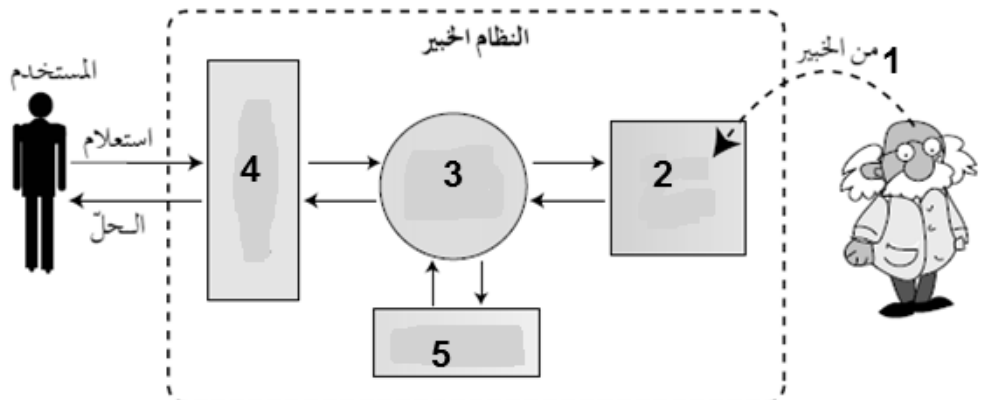 النظام الخبير
1 من الخبير
المستخدم
استعلام
الحلّ
4
3
2
5